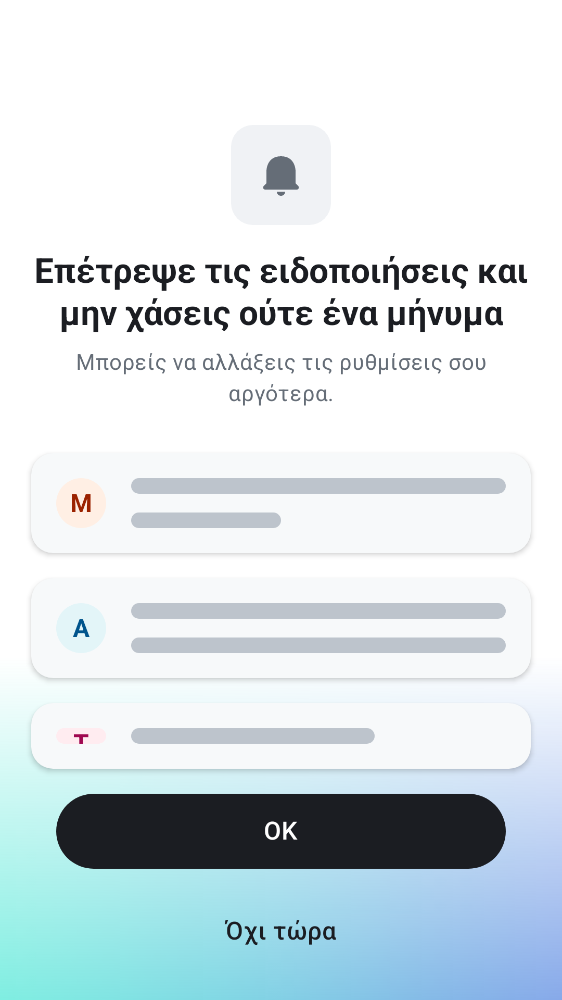 Επέτρεψε τις ειδοποιήσεις και
μην χάσεις ούτε ένα μήνυμα
Μπορείς να αλλάξεις τις ρυθμίσεις σου
αργότερα.
M
A
T
OK
Όχι τώρα